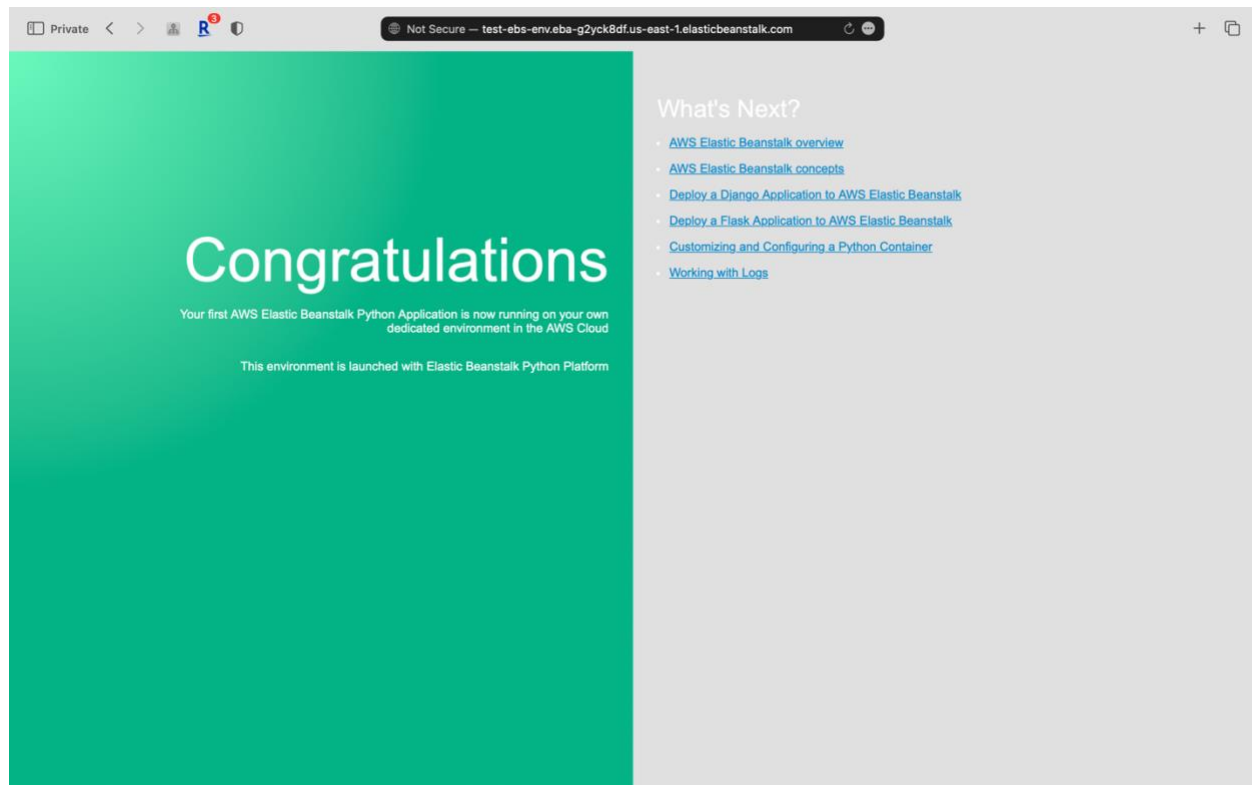 Private
R
3
Not Secure — test-ebs-env.eba-g2yck8df.us-east-1.elasticbeanstalk.com
Congratulations
Your first AWS Elastic Beanstalk Python Application is now running on your own
dedicated environment in the AWS Cloud
This environment is launched with Elastic Beanstalk Python Platform
What's Next?
AWS Elastic Beanstalk overview
AWS Elastic Beanstalk concepts
Deploy a Django Application to AWS Elastic Beanstalk
Deploy a Flask Application to AWS Elastic Beanstalk
Customizing and Configuring a Python Container
Working with Logs